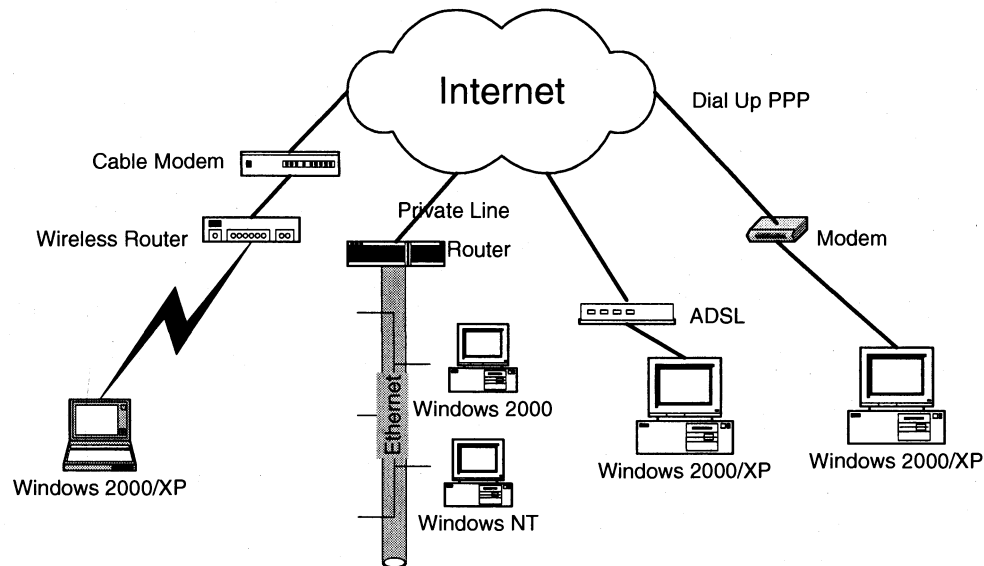 Internet
Dial Up PPP
Cable Modem
Wireless Router
Private Line
Router
Modem
ADSL
Ethernet
Windows 2000
Windows NT
Windows 2000/XP
Windows 2000/XP
Windows 2000/XP